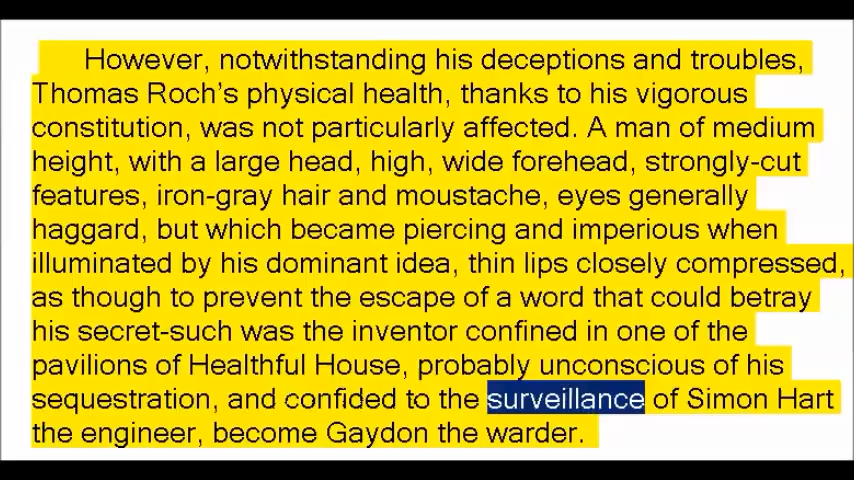 However, notwithstanding his deceptions and troubles,
Thomas Roch's physical health, thanks to his vigorous
constitution, was not particularly affected. A man of medium
height, with a large head, high, wide forehead, strongly-cut
features, iron-gray hair and moustache, eyes generally
haggard, but which became piercing and imperious when
illuminated by his dominant idea, thin lips closely compressed,
as though to prevent the escape of a word that could betray
his secret-such was the inventor confined in one of the
pavilions of Healthful House, probably unconscious of his
sequestration, and confided to the surveillance of Simon Hart
the engineer, become Gaydon the warder.